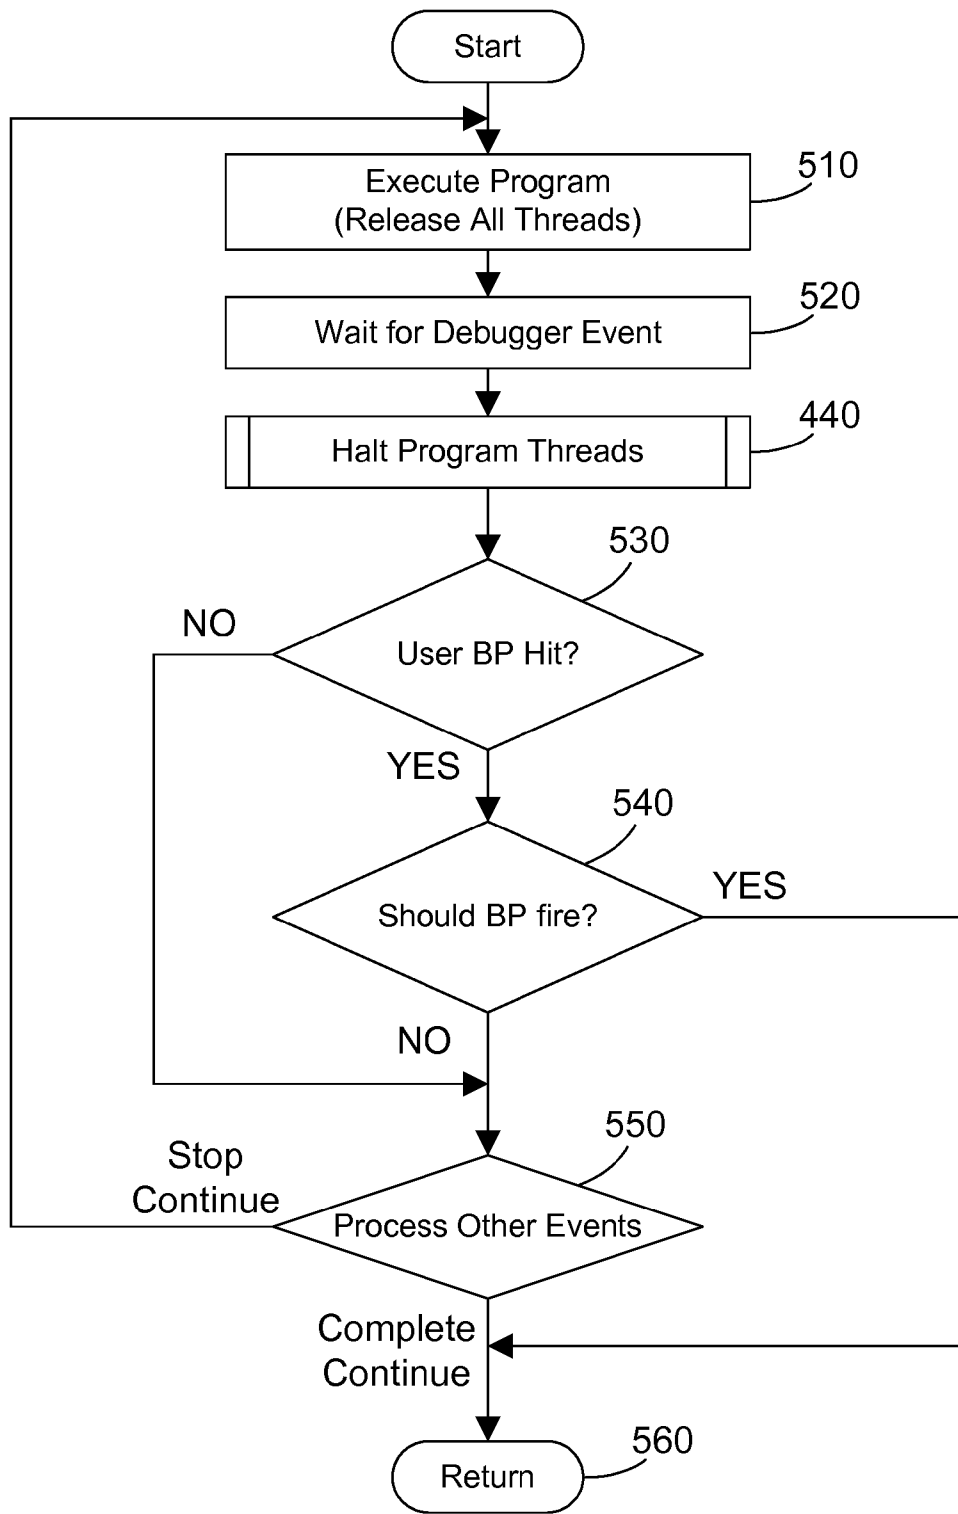 Start
Execute Program
(Release All Threads)
510
Wait for Debugger Event
520
Halt Program Threads
440
530
NO
User BP Hit?
YES
540
YES
Should BP fire?
NO
550
Stop
Continue
Process Other Events
Complete
Continue
560
Return